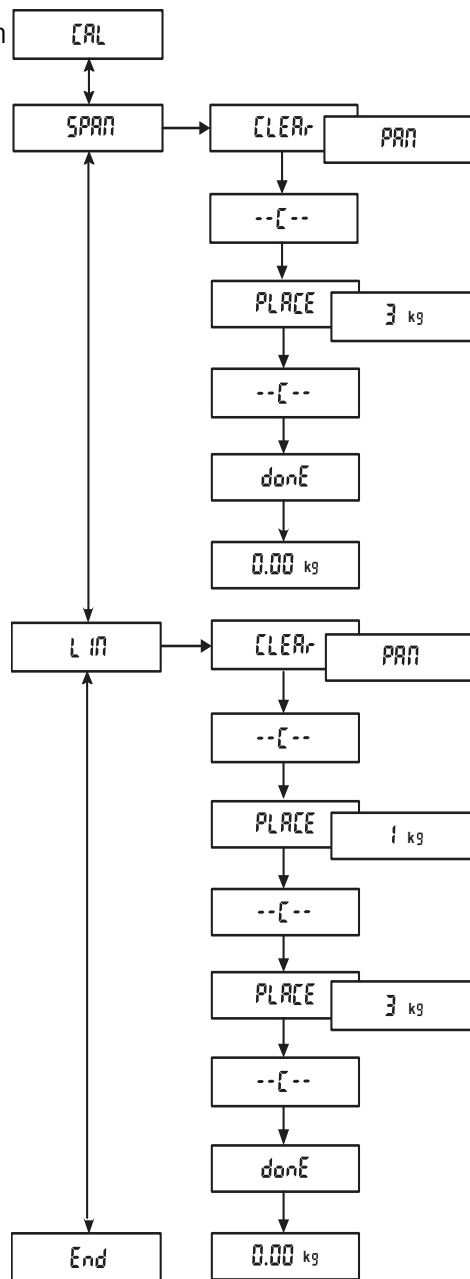 n
CAL
SPAN
CLEAr
PAN
--C--
PLACE
3 kg
--C--
donE
0.00 kg
LIN
CLEAr
PAN
--C--
PLACE
1 kg
--C--
PLACE
3 kg
--C--
donE
End
0.00 kg